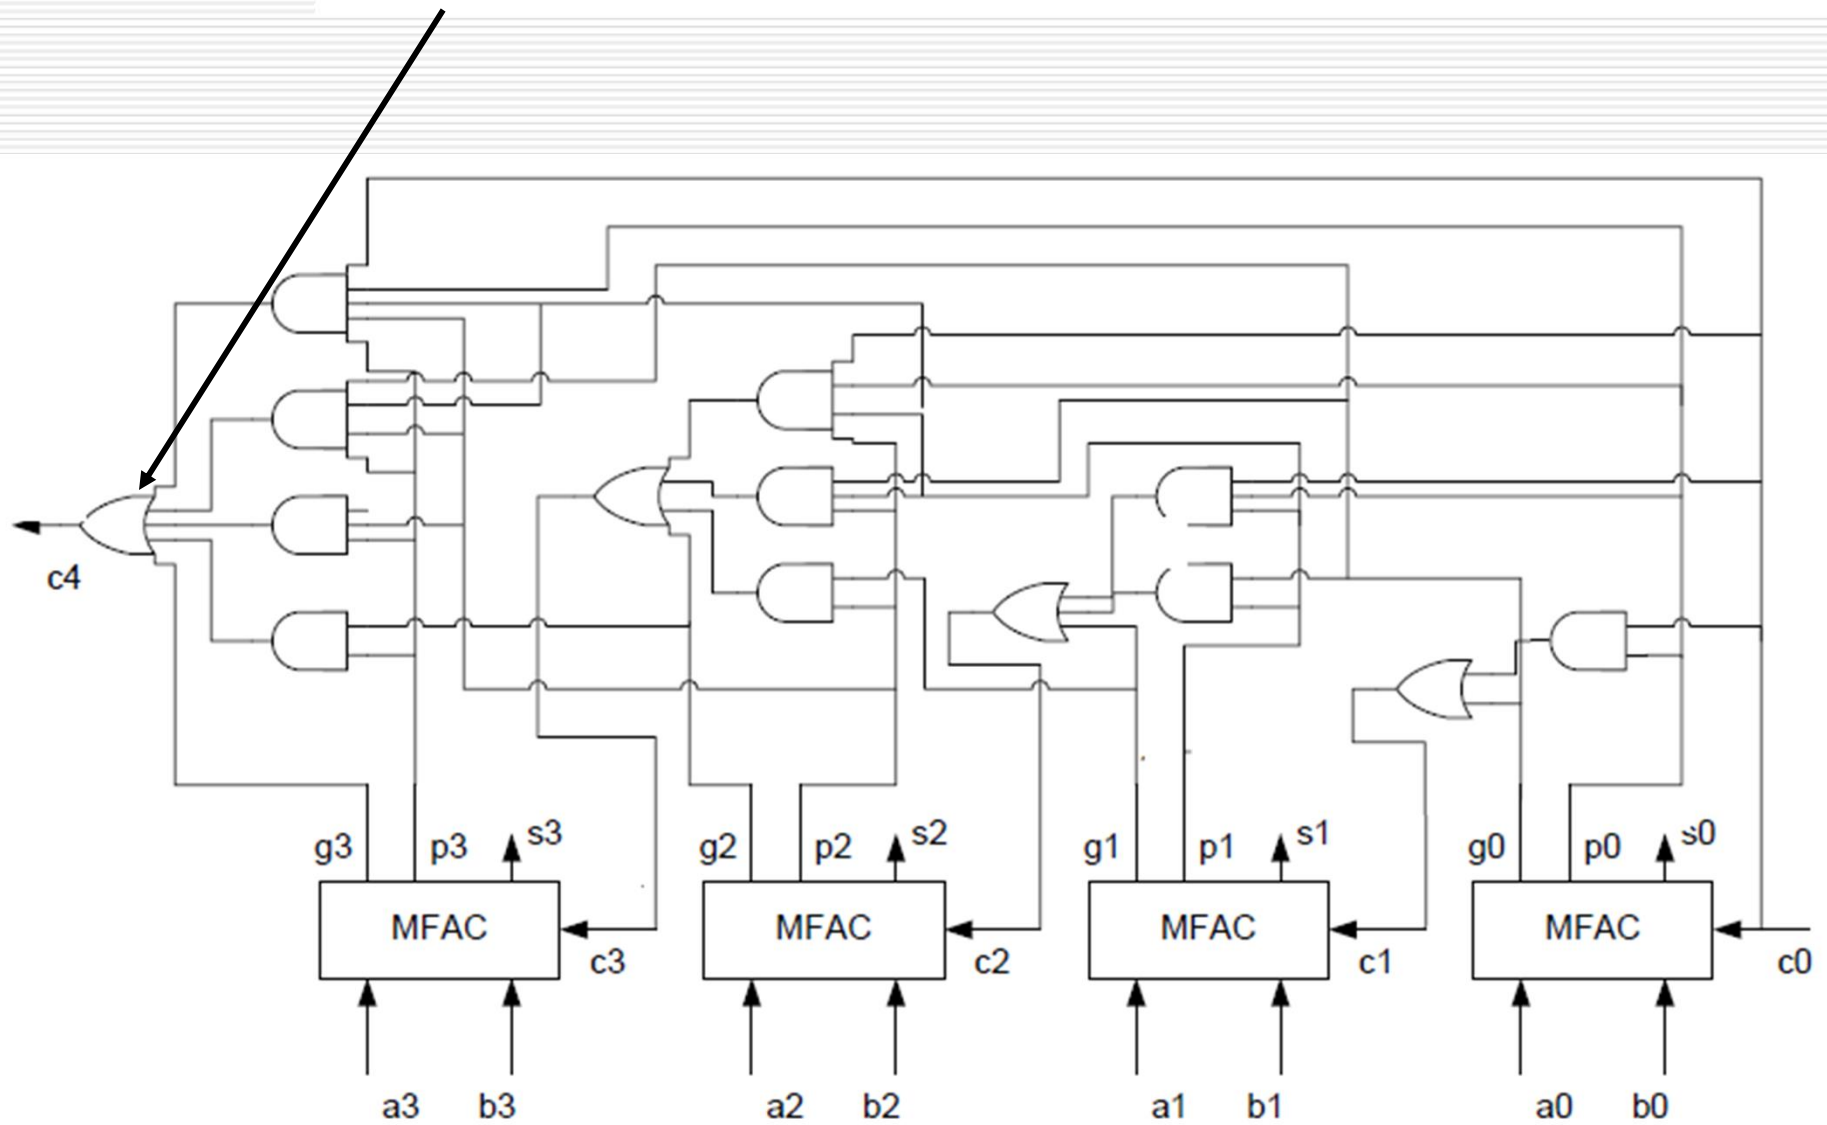 c4
g3 p3 s3 g2 p2 s2 g1 p1 s1 g0 p0 s0
MFAC MFAC MFAC MFAC
c3 c2 c1 c0
a3 b3 a2 b2 a1 b1 a0 b0